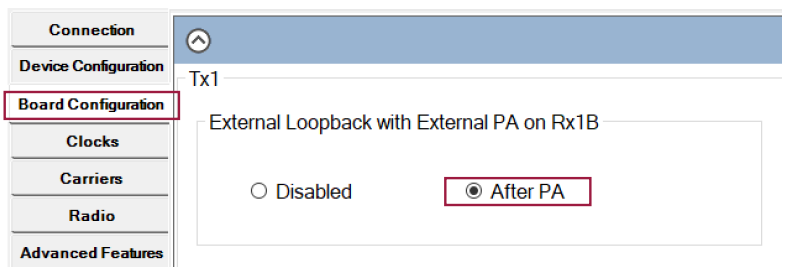 Connection
Device Configuration
Board Configuration
Clocks
Carriers
Radio
Advanced Features
Tx1
External Loopback with External PA on Rx1B
Disabled
After PA